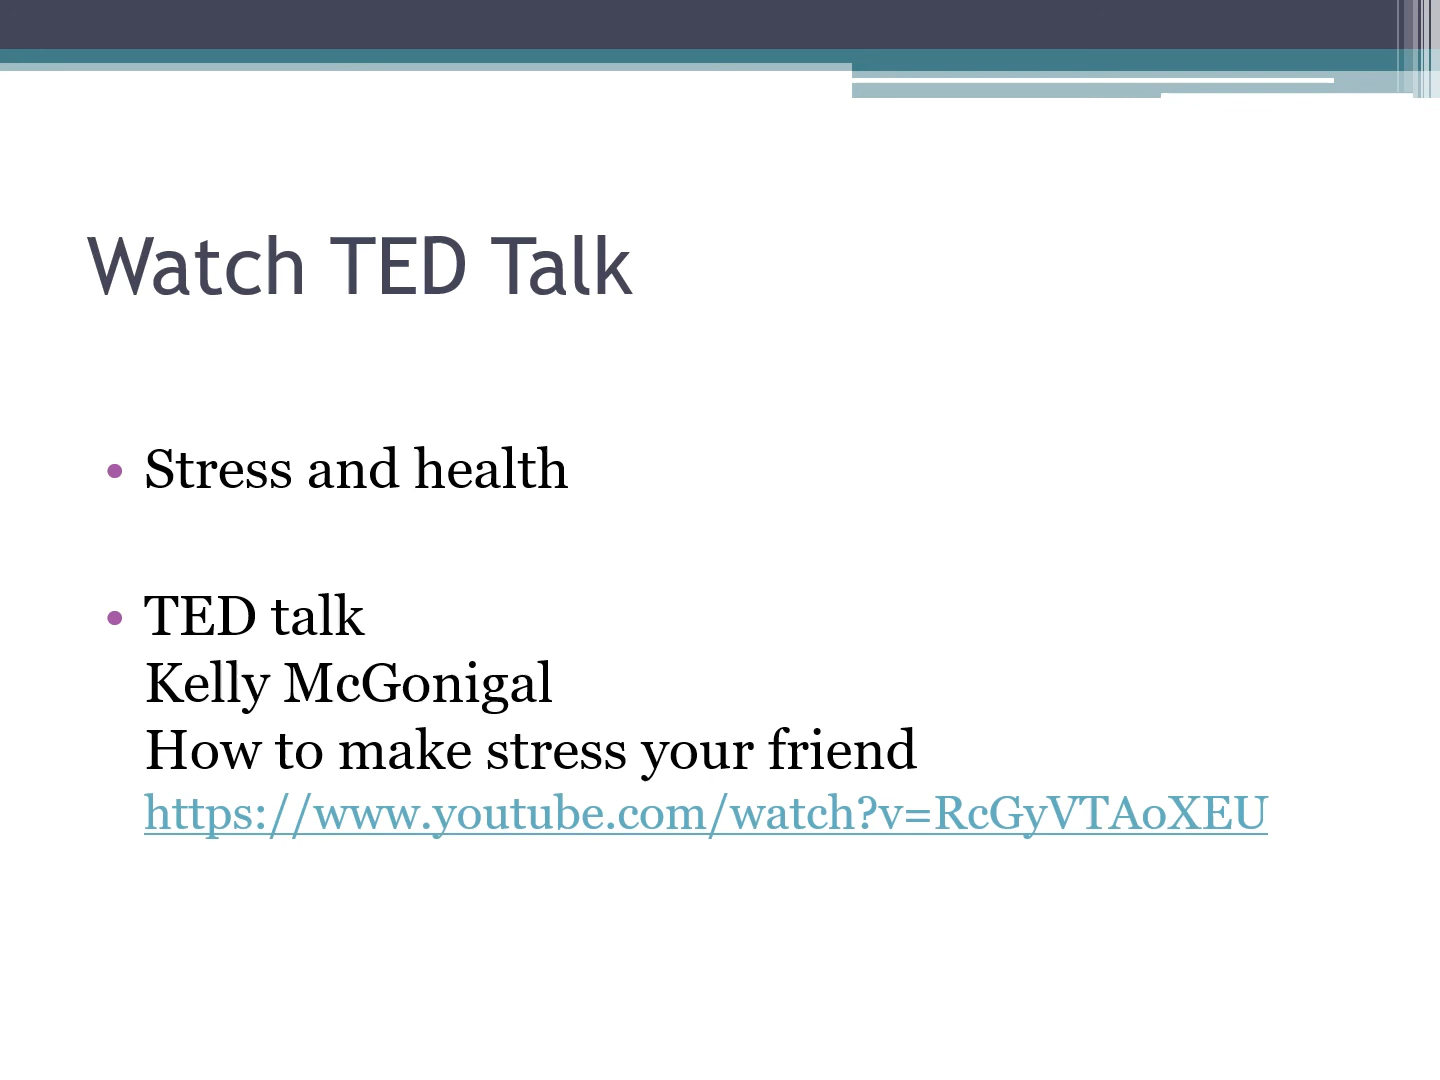 Watch TED Talk
• Stress and health
• TED talk
Kelly McGonigal
How to make stress your friend
https://www.youtube.com/watch?v=RcGyVTAoXEU